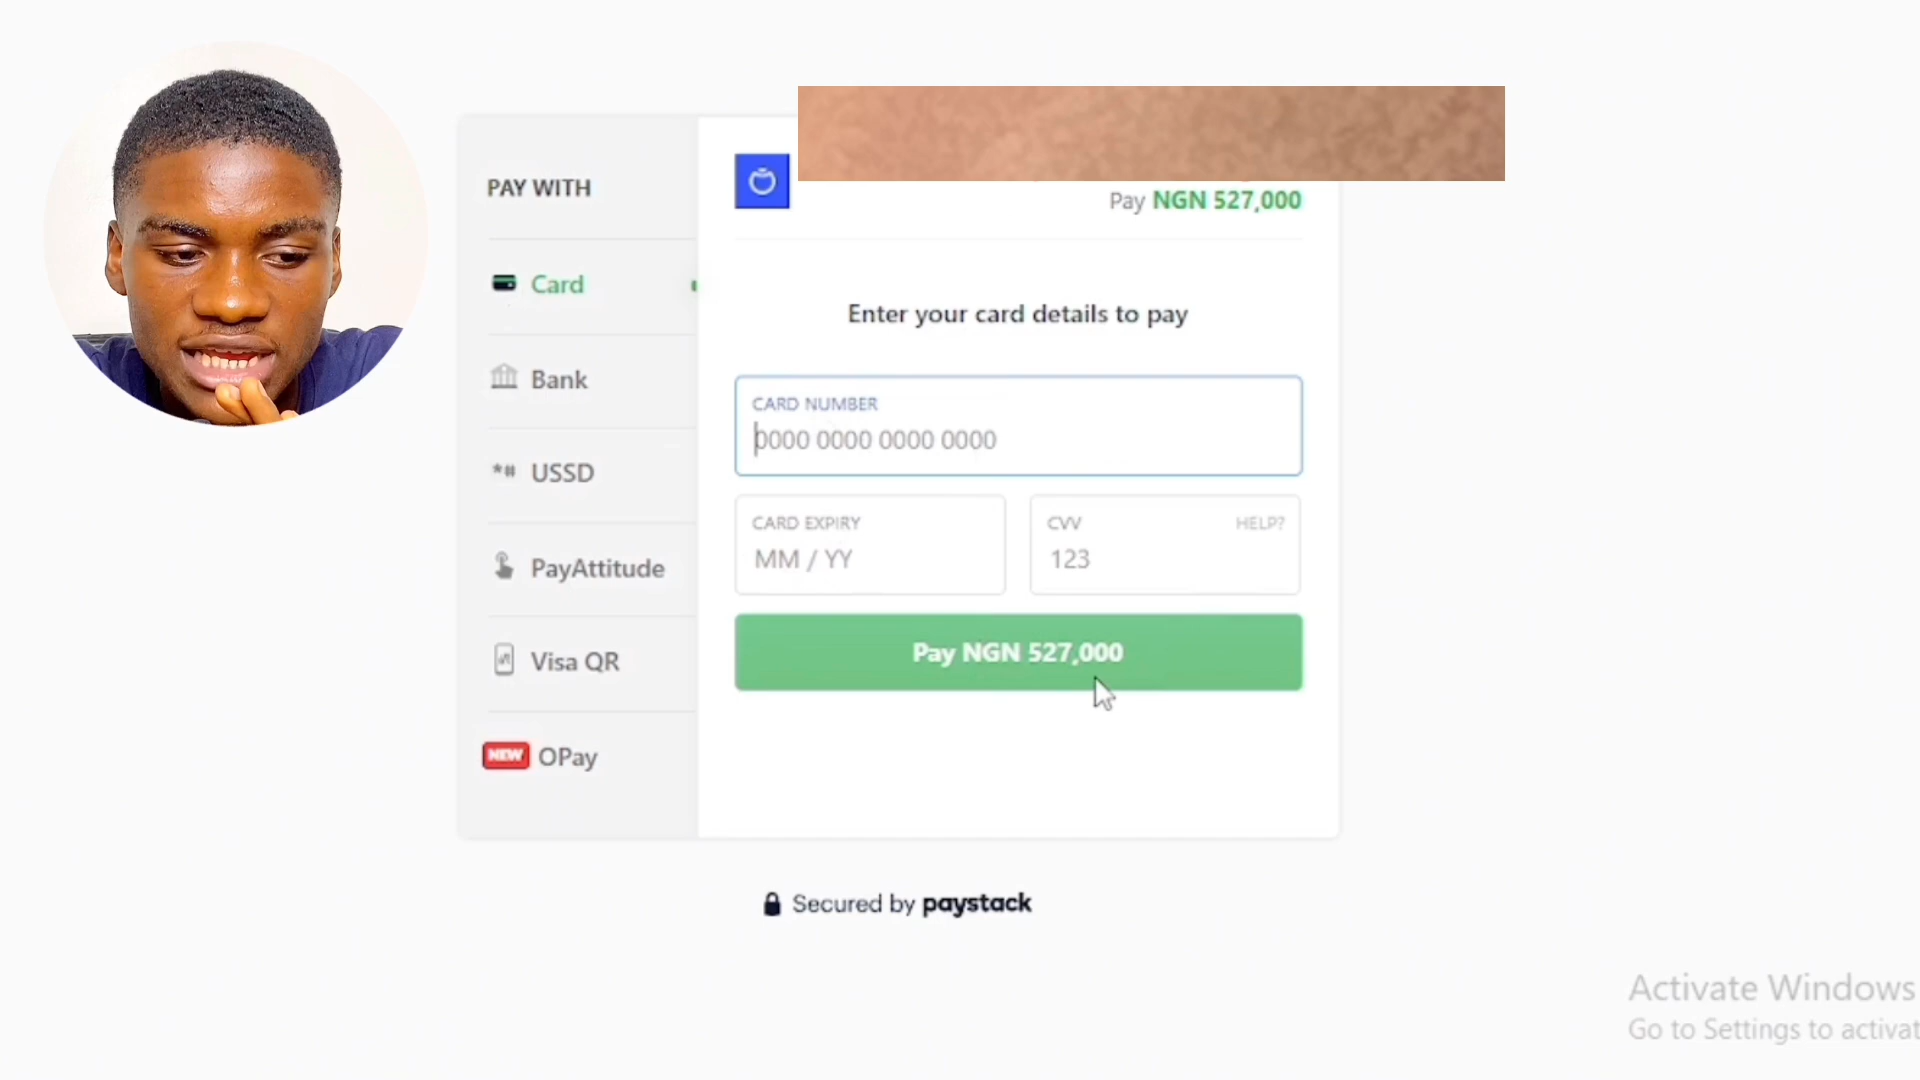 PAY WITH
Card
Bank
*# USSD
PayAttitude
Visa QR
NEW OPay
Pay NGN 527,000
Enter your card details to pay
CARD NUMBER
0000 0000 0000 0000
CARD EXPIRY
MM / YY
CVV HELP?
123
Pay NGN 527,000
Secured by paystack
Activate Windows
Go to Settings to activat